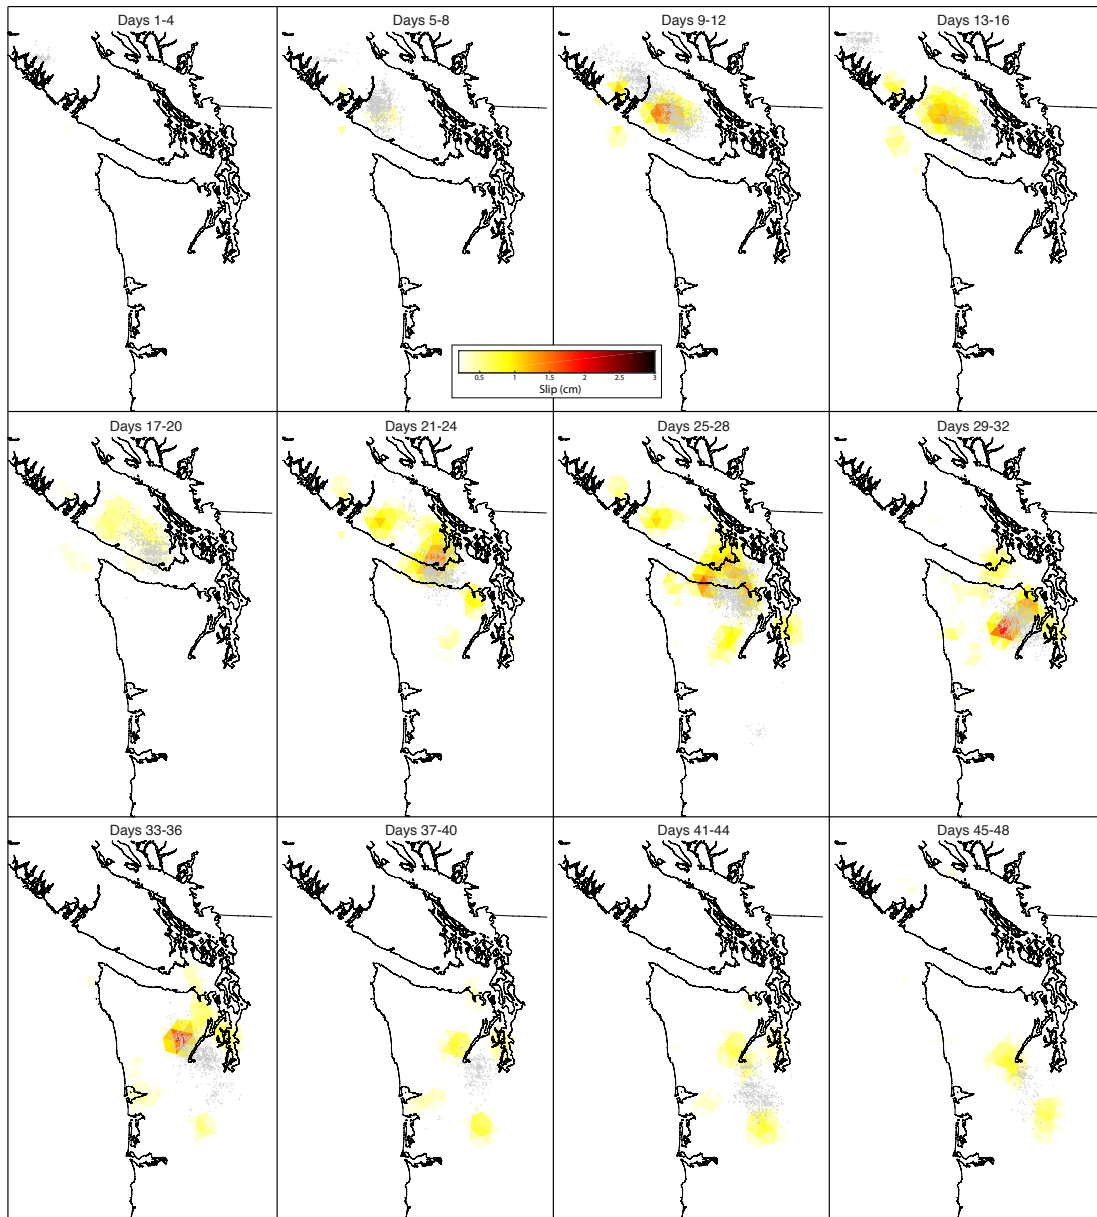 Days 1-4
Days 5-8
Days 9-12
Days 13-16
0.5 1 1.5 2 2.5 3
Slip (cm)
Days 17-20
Days 21-24
Days 25-28
Days 29-32
Days 33-36
Days 37-40
Days 41-44
Days 45-48